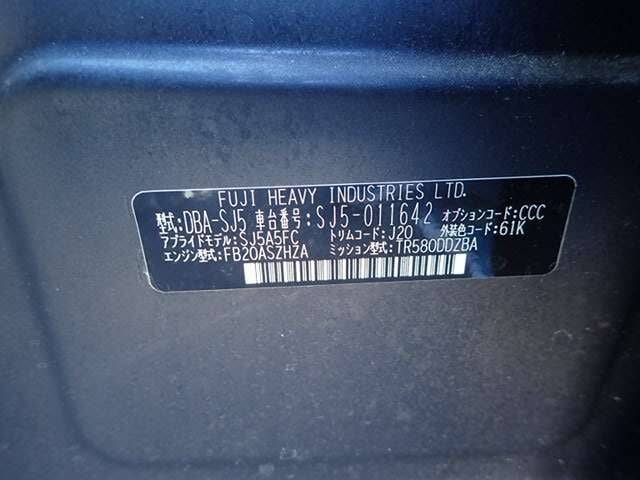 FUJI HEAVY INDUSTRIES LTD.
型式:DBA-SJ5 車台番号:SJ5-011642 オプションコード:CCC
アプライドモデル:SJ5A5FC トリムコード:J20 外装色コード:61K
エンジン型式:FB20ASZHZA ミッション型式:TR580DDZBA